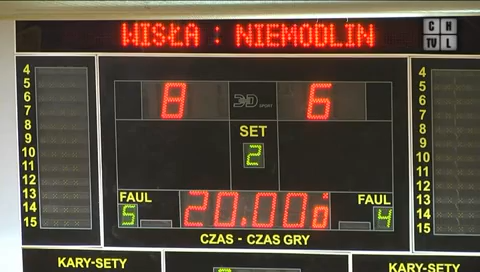 WISŁA : NIEMODLIN
CH
TV L
8 3D SPORT 6
SET
2
4 5 6 7 8 9 10 11 12 13 14 15
4 5 6 7 8 9 10 11 12 13 14 15
FAUL FAUL
5 20.00 4
CZAS - CZAS GRY
KARY-SETY KARY-SETY